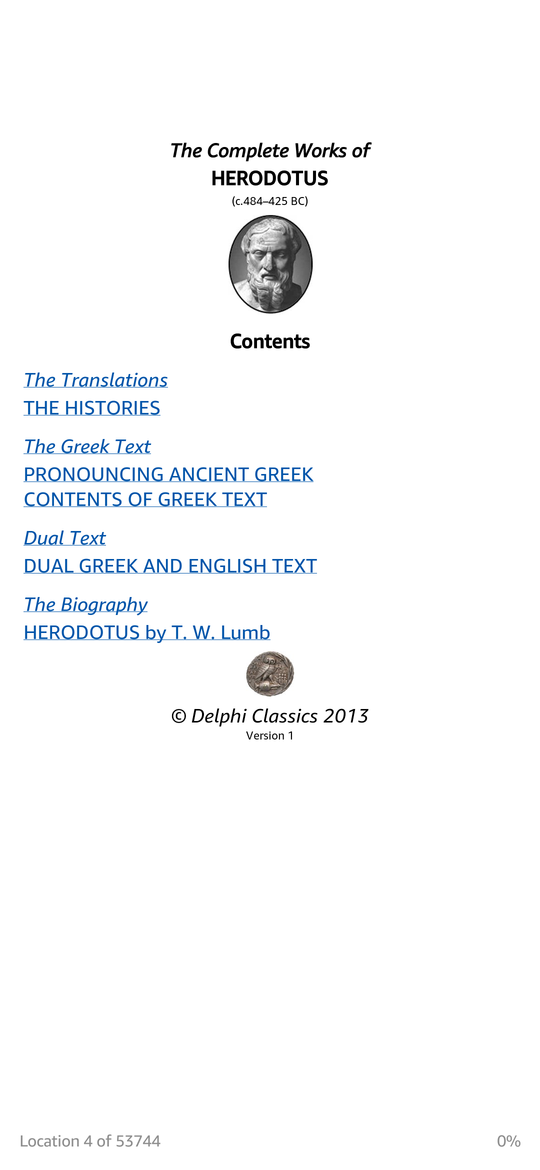 The Complete Works of
HERODOTUS
(c.484–425 BC)
Contents
The Translations
THE HISTORIES
The Greek Text
PRONOUNCING ANCIENT GREEK
CONTENTS OF GREEK TEXT
Dual Text
DUAL GREEK AND ENGLISH TEXT
The Biography
HERODOTUS by T. W. Lumb
© Delphi Classics 2013
Version 1
Location 4 of 53744 0%